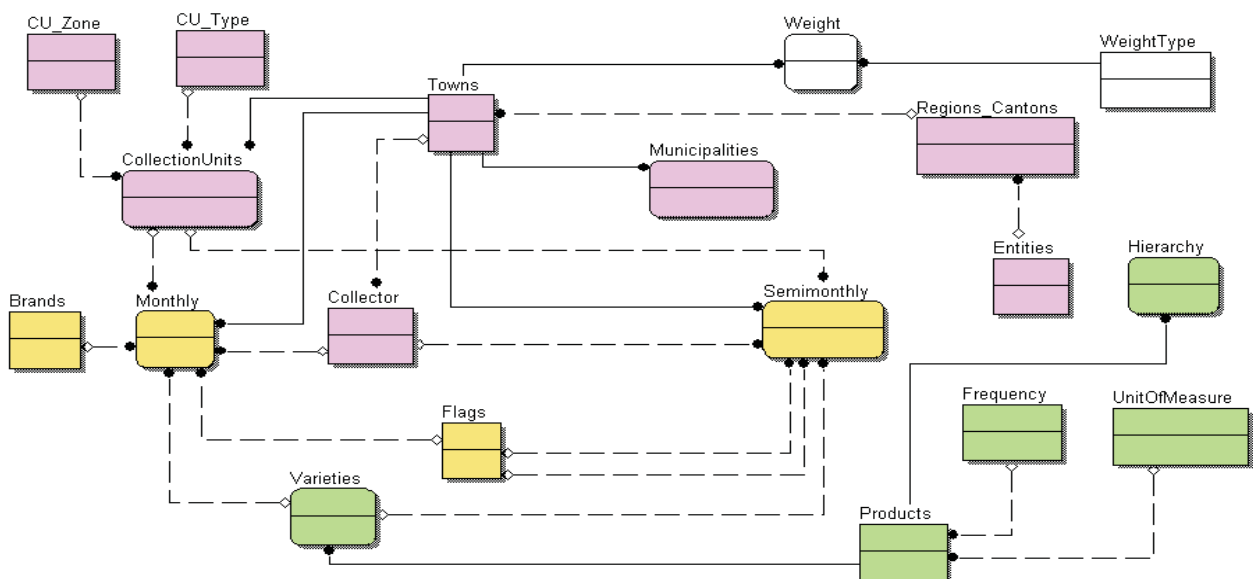 CU_Zone
CU_Type
Weight
WeightType
Towns
Regions_Cantons
Municipalities
CollectionUnits
Entities
Hierarchy
Brands
Monthly
Collector
Semimonthly
Frequency
UnitOfMeasure
Flags
Varieties
Products